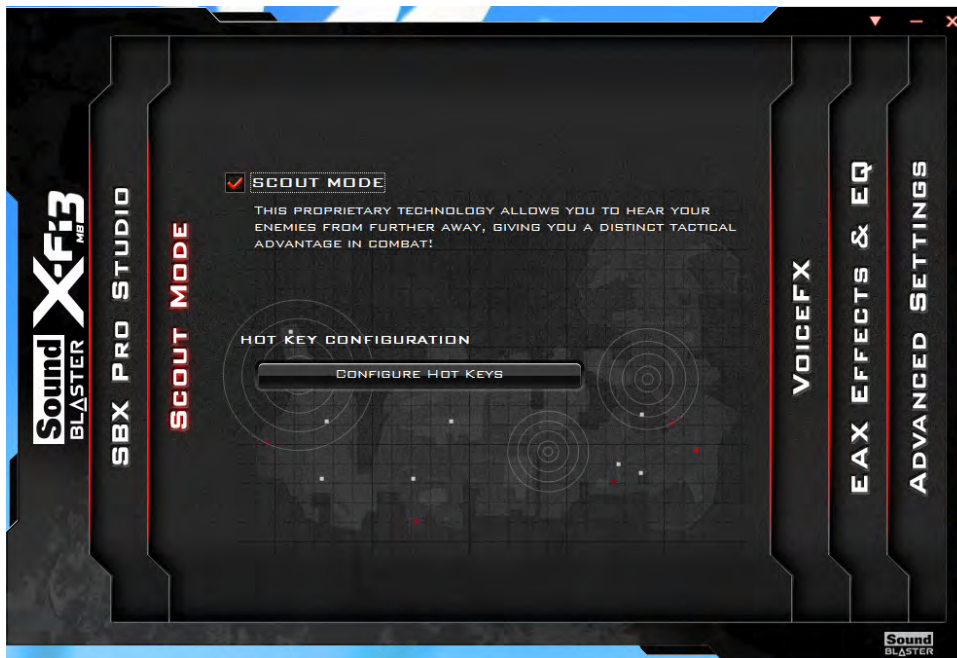 Sound BLASTER X-Fi3 MB
SBX PRO STUDIO
SCOUT MODE
SCOUT MODE
THIS PROPRIETARY TECHNOLOGY ALLOWS YOU TO HEAR YOUR
ENEMIES FROM FURTHER AWAY, GIVING YOU A DISTINCT TACTICAL
ADVANTAGE IN COMBAT!
HOT KEY CONFIGURATION
CONFIGURE HOT KEYS
VOICEFX
EAX EFFECTS & EQ
ADVANCED SETTINGS
Sound
BLASTER